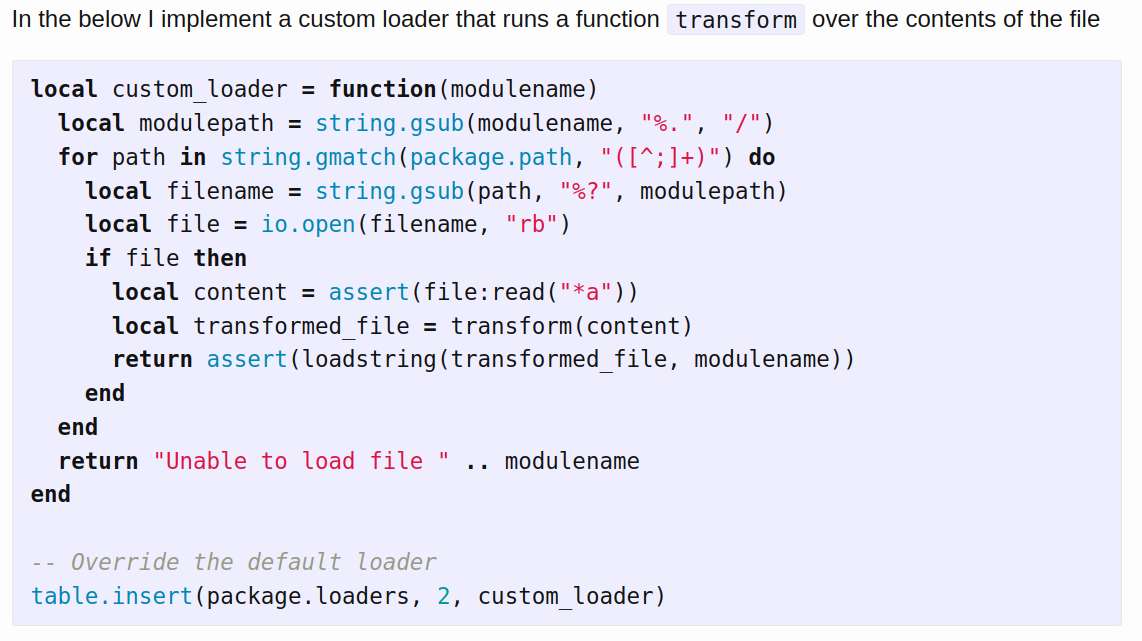 In the below I implement a custom loader that runs a function transform over the contents of the file
local custom_loader = function(modulename)
  local modulepath = string.gsub(modulename, "%.", "/")
  for path in string.gmatch(package.path, "([^;]+)") do
    local filename = string.gsub(path, "%?", modulepath)
    local file = io.open(filename, "rb")
    if file then
      local content = assert(file:read("*a"))
      local transformed_file = transform(content)
      return assert(loadstring(transformed_file, modulename))
    end
  end
  return "Unable to load file " .. modulename
end
-- Override the default loader
table.insert(package.loaders, 2, custom_loader)